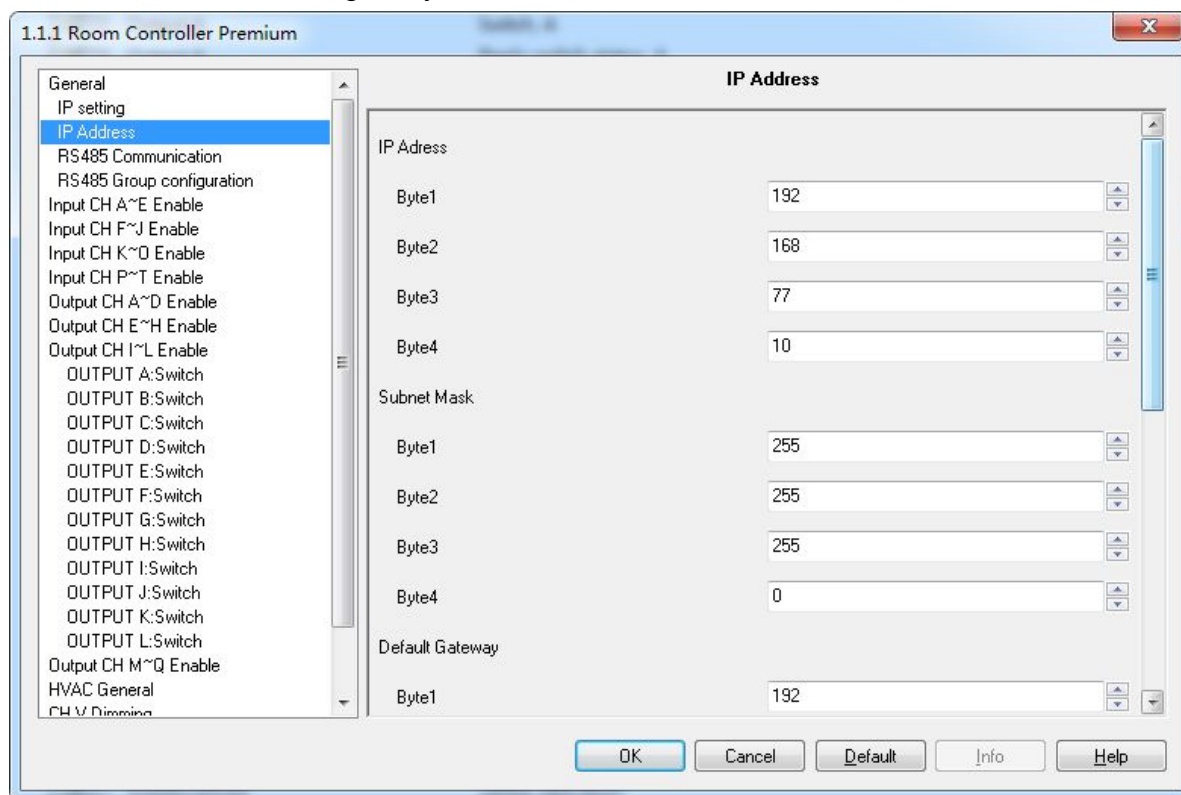 1.1.1 Room Controller Premium
General
IP setting
IP Address
RS485 Communication
RS485 Group configuration
Input CH A~E Enable
Input CH F~J Enable
Input CH K~O Enable
Input CH P~T Enable
Output CH A~D Enable
Output CH E~H Enable
Output CH I~L Enable
OUTPUT A:Switch
OUTPUT B:Switch
OUTPUT C:Switch
OUTPUT D:Switch
OUTPUT E:Switch
OUTPUT F:Switch
OUTPUT G:Switch
OUTPUT H:Switch
OUTPUT I:Switch
OUTPUT J:Switch
OUTPUT K:Switch
OUTPUT L:Switch
Output CH M~Q Enable
HVAC General
CH V Dimming
IP Address
IP Adress
Byte1 192
Byte2 168
Byte3 77
Byte4 10
Subnet Mask
Byte1 255
Byte2 255
Byte3 255
Byte4 0
Default Gateway
Byte1 192
OK Cancel Default Info Help